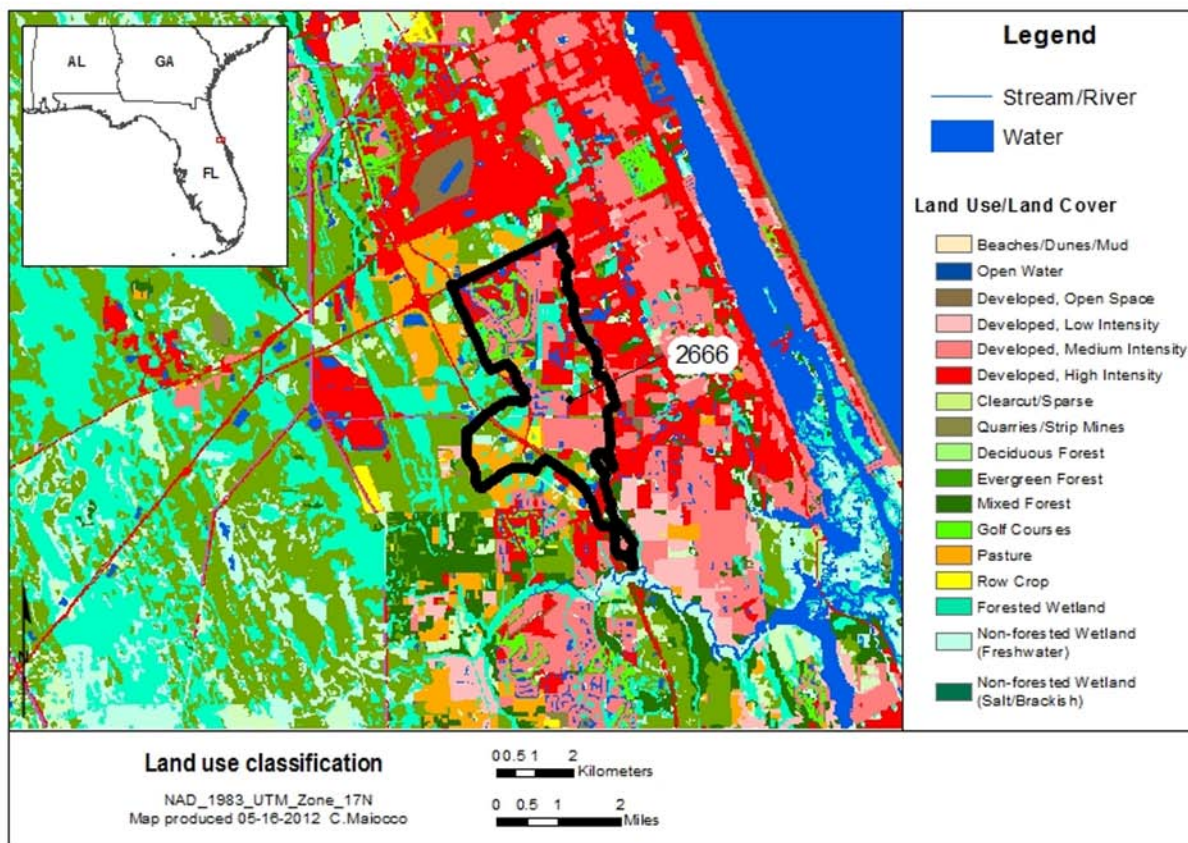 AL
GA
FL
2666
N
Legend
Stream/River
Water
Land Use/Land Cover
Beaches/Dunes/Mud
Open Water
Developed, Open Space
Developed, Low Intensity
Developed, Medium Intensity
Developed, High Intensity
Clearcut/Sparse
Quarries/Strip Mines
Deciduous Forest
Evergreen Forest
Mixed Forest
Golf Courses
Pasture
Row Crop
Forested Wetland
Non-forested Wetland
(Freshwater)
Non-forested Wetland
(Salt/Brackish)
Land use classification
NAD_1983_UTM_Zone_17N
Map produced 05-16-2012 C.Maiocco
0 0.5 1 2
Kilometers
0 0.5 1 2
Miles